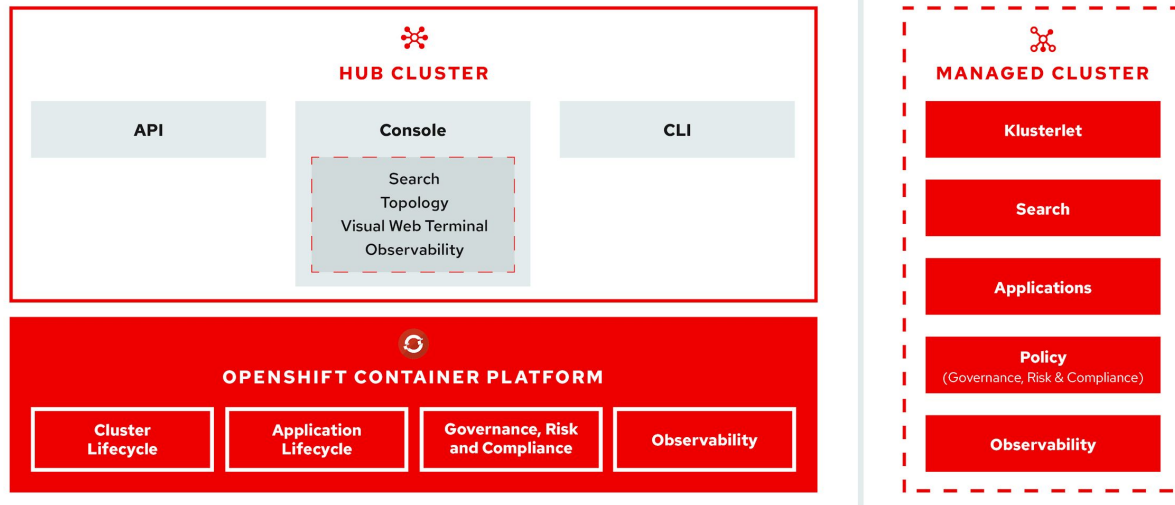 HUB CLUSTER
API
Console
CLI
Search
Topology
Visual Web Terminal
Observability
OPENSHIFT CONTAINER PLATFORM
Cluster
Lifecycle
Application
Lifecycle
Governance, Risk
and Compliance
Observability
MANAGED CLUSTER
Klusterlet
Search
Applications
Policy
(Governance, Risk & Compliance)
Observability